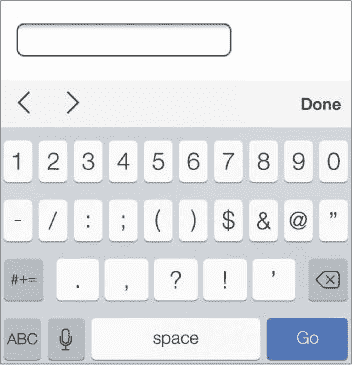 Done
1 2 3 4 5 6 7 8 9 0
- / : ; ( ) $ & @ ”
#+= . , ? ! ’
ABC space Go